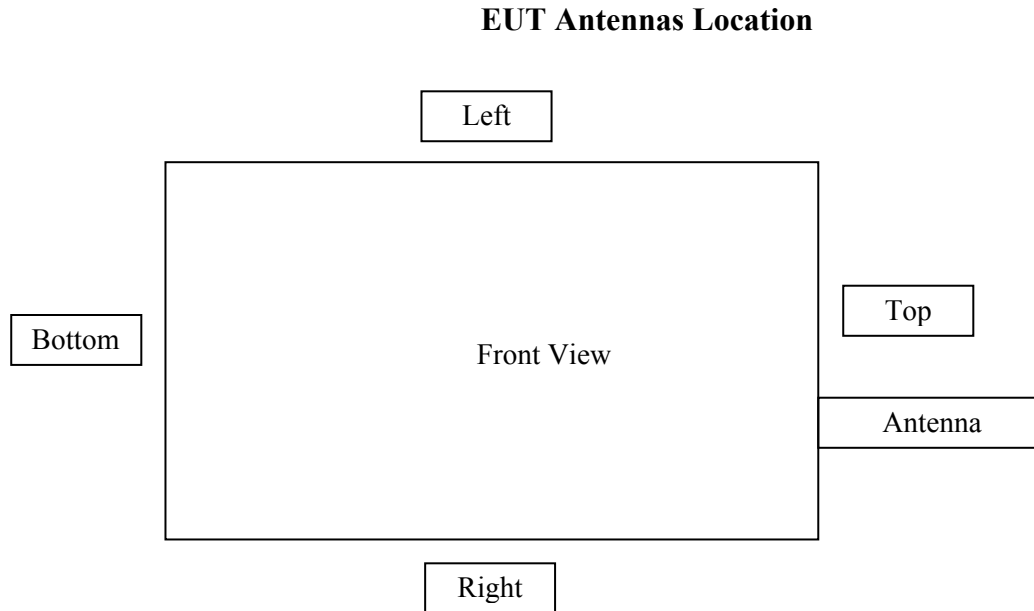 EUT Antennas Location
Left
Top
Bottom
Front View
Antenna
Right